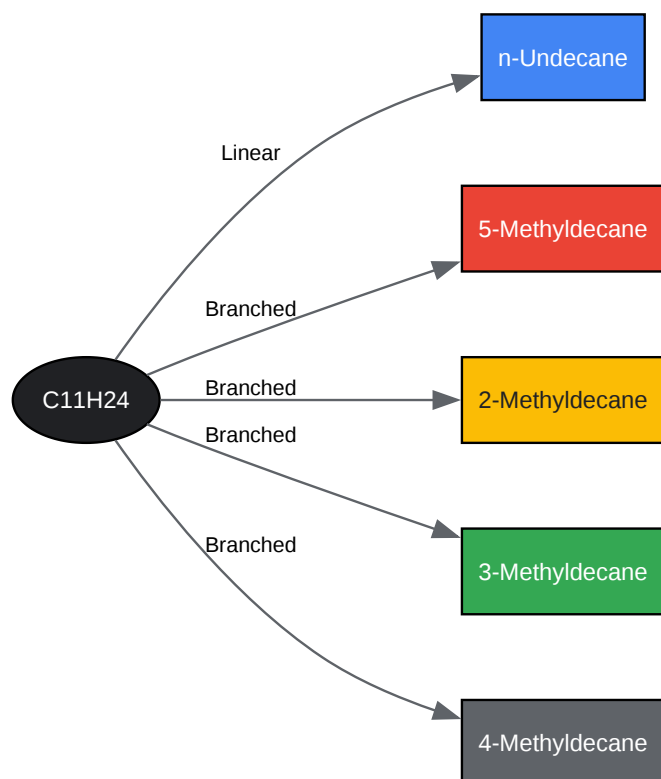 n-Undecane
Linear
5-Methyldecane
Branched
C11H24
Branched
2-Methyldecane
Branched
3-Methyldecane
Branched
4-Methyldecane